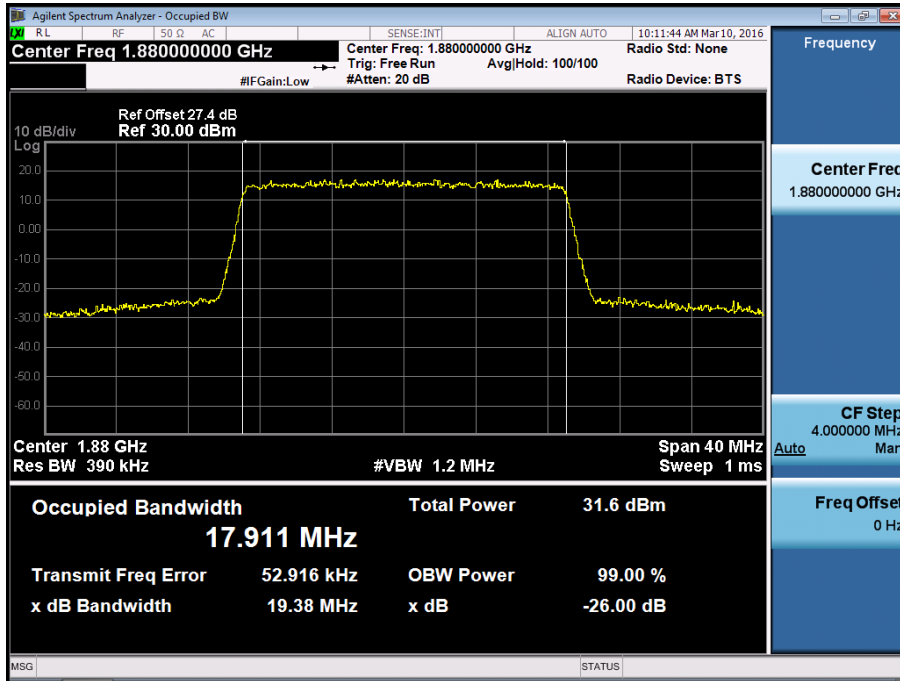 Agilent Spectrum Analyzer - Occupied BW
LXI RL RF 50 Ω AC SENSE:INT ALIGN AUTO 10:11:44 AM Mar 10, 2016
Center Freq 1.880000000 GHz
Center Freq: 1.880000000 GHz Radio Std: None
Trig: Free Run Avg|Hold: 100/100
#IFGain:Low #Atten: 20 dB Radio Device: BTS
Frequency
Ref Offset 27.4 dB
10 dB/div Ref 30.00 dBm
Log
20.0
10.0
0.00
-10.0
-20.0
-30.0
-40.0
-50.0
-60.0
Center 1.88 GHz Span 40 MHz
Res BW 390 kHz #VBW 1.2 MHz Sweep 1 ms
Occupied Bandwidth Total Power 31.6 dBm
17.911 MHz
Transmit Freq Error 52.916 kHz OBW Power 99.00 %
x dB Bandwidth 19.38 MHz x dB -26.00 dB
Center Freq
1.880000000 GHz
CF Step
4.000000 MHz
Auto Man
Freq Offset
0 Hz
MSG STATUS